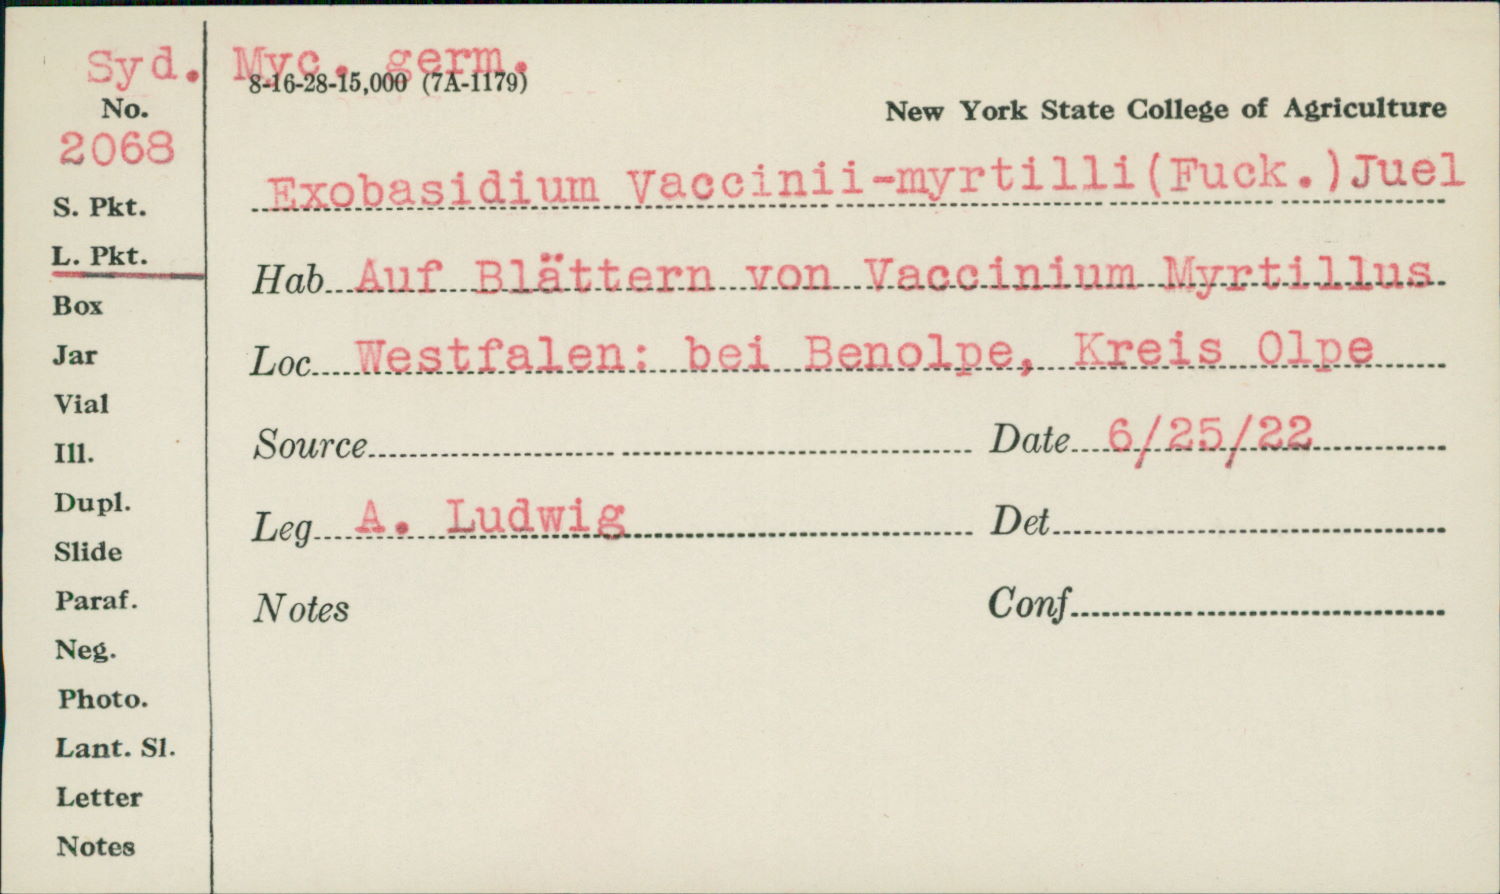 Syd. Myc. germ.
8-16-28-15,000 (7A-1179)
No.
2068
New York State College of Agriculture
Exobasidium Vaccinii-myrtilli(Fuck.)Juel
S. Pkt.
L. Pkt.
Box
Jar
Vial
Ill.
Dupl.
Slide
Paraf.
Neg.
Photo.
Lant. Sl.
Letter
Notes
Hab Auf Blättern von Vaccinium Myrtillus
Loc Westfalen: bei Benolpe, Kreis Olpe
Source Date 6/25/22
Leg A. Ludwig Det
Notes Conf